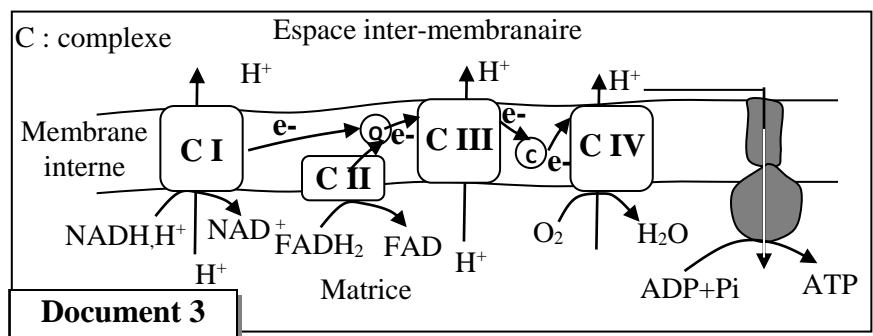 C : complexe
Espace inter-membranaire
H⁺
H⁺
H⁺
Membrane
interne
C I
e-
Q
e-
C II
C III
e-
C
e-
C IV
NADH,H⁺
NAD⁺
H⁺
FADH₂
FAD
H⁺
O₂
H₂O
ADP+Pi
ATP
Matrice
Document 3